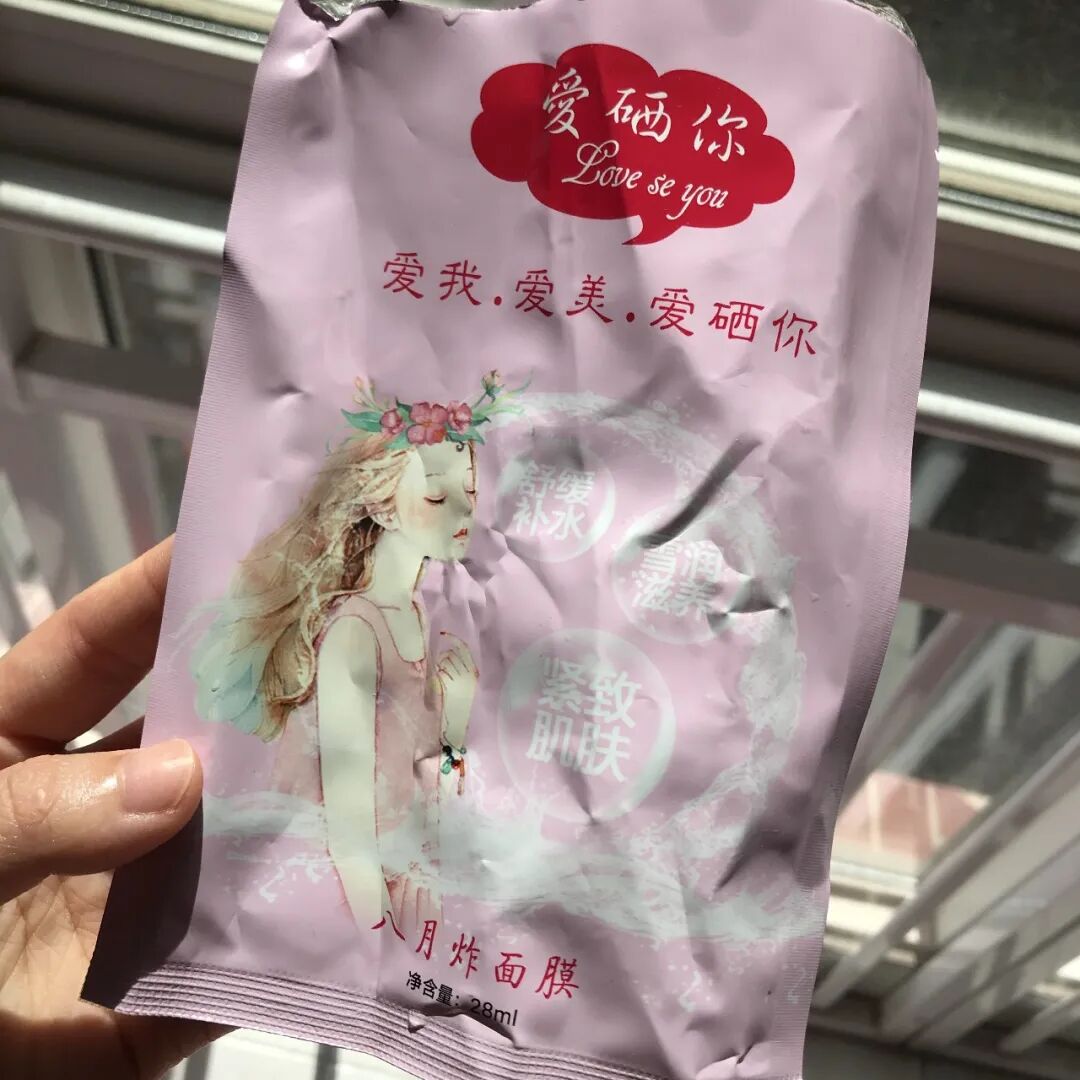 爱硒你
Love se you
爱我.爱美.爱硒你
舒缓
补水
雪润
滋养
紧致
肌肤
八月炸面膜
净含量：28ml